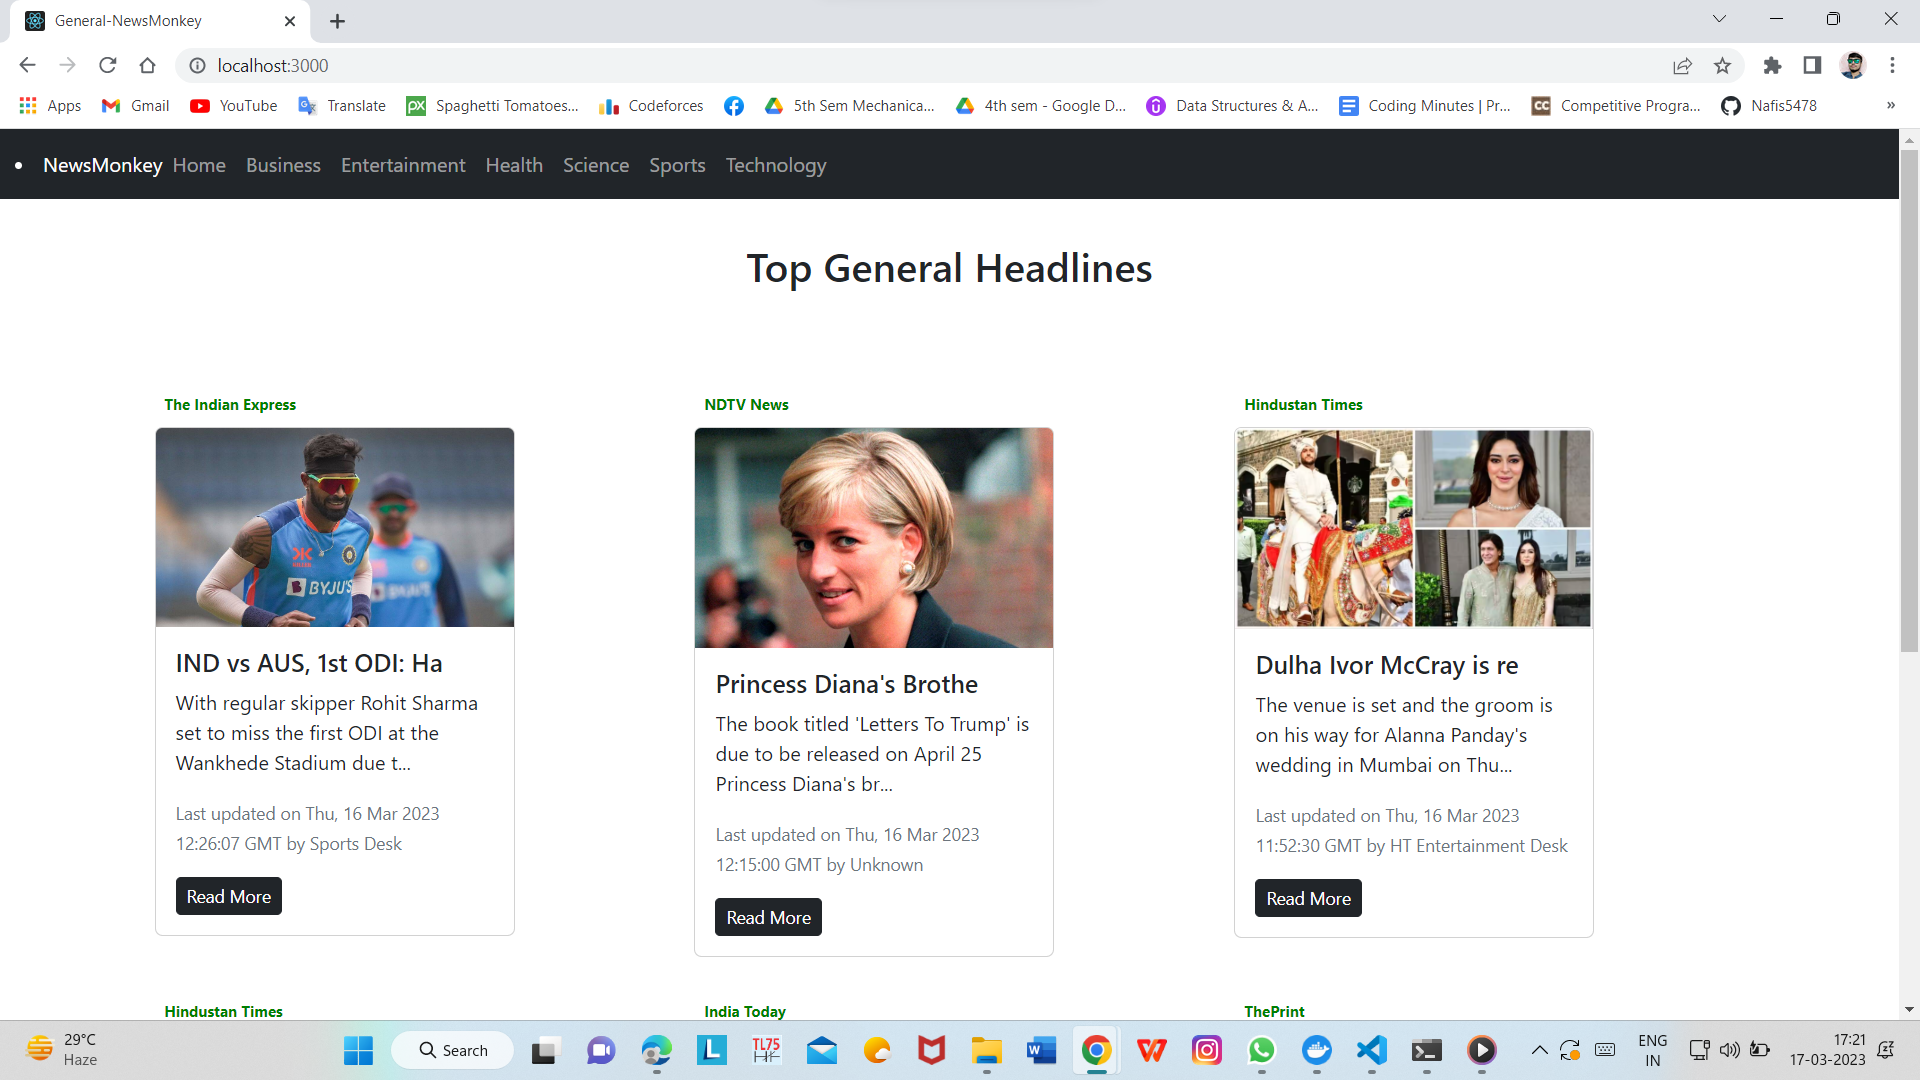 General-NewsMonkey
localhost:3000
Apps
Gmail
YouTube
Translate
Spaghetti Tomatoes...
Codeforces
5th Sem Mechanica...
4th sem - Google D...
Data Structures & A...
Coding Minutes | Pr...
CC
Competitive Progra...
Nafis5478
»
NewsMonkey Home Business Entertainment Health Science Sports Technology
Top General Headlines
The Indian Express
BYJU'S
IND vs AUS, 1st ODI: Ha
With regular skipper Rohit Sharma
set to miss the first ODI at the
Wankhede Stadium due t...
Last updated on Thu, 16 Mar 2023
12:26:07 GMT by Sports Desk
Read More
NDTV News
Princess Diana's Brothe
The book titled 'Letters To Trump' is
due to be released on April 25
Princess Diana's br...
Last updated on Thu, 16 Mar 2023
12:15:00 GMT by Unknown
Read More
Hindustan Times
Dulha Ivor McCray is re
The venue is set and the groom is
on his way for Alanna Panday's
wedding in Mumbai on Thu...
Last updated on Thu, 16 Mar 2023
11:52:30 GMT by HT Entertainment Desk
Read More
Hindustan Times
India Today
ThePrint
29°C
Haze
Search
L
TL75
W
ENG
IN
17:21
17-03-2023